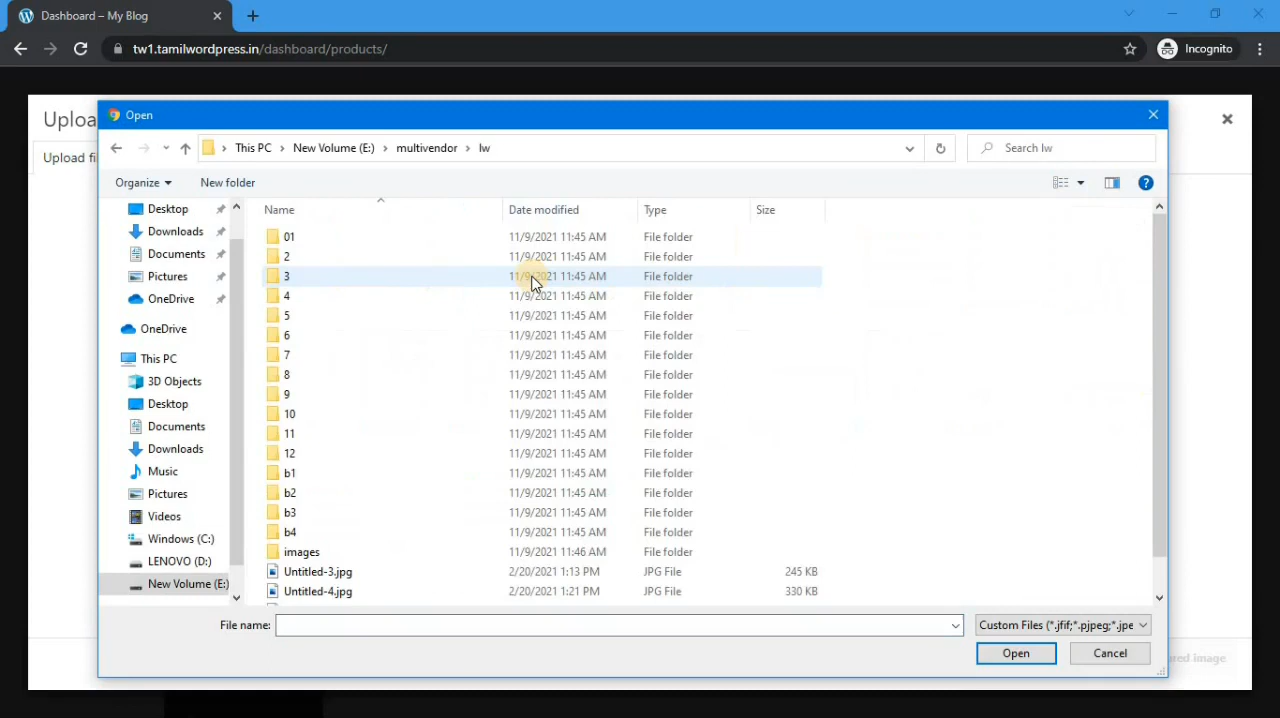 Dashboard – My Blog
tw1.tamilwordpress.in/dashboard/products/
Incognito
Uploa
Open
Upload fi
This PC > New Volume (E:) > multivendor > lw
Search lw
Organize
New folder
Name
Date modified
Type
Size
Desktop
Downloads
Documents
Pictures
OneDrive
OneDrive
This PC
3D Objects
Desktop
Documents
Downloads
Music
Pictures
Videos
Windows (C:)
LENOVO (D:)
New Volume (E:)
01 11/9/2021 11:45 AM File folder
2 11/9/2021 11:45 AM File folder
3 11/9/2021 11:45 AM File folder
4 11/9/2021 11:45 AM File folder
5 11/9/2021 11:45 AM File folder
6 11/9/2021 11:45 AM File folder
7 11/9/2021 11:45 AM File folder
8 11/9/2021 11:45 AM File folder
9 11/9/2021 11:45 AM File folder
10 11/9/2021 11:45 AM File folder
11 11/9/2021 11:45 AM File folder
12 11/9/2021 11:45 AM File folder
b1 11/9/2021 11:45 AM File folder
b2 11/9/2021 11:45 AM File folder
b3 11/9/2021 11:45 AM File folder
b4 11/9/2021 11:45 AM File folder
images 11/9/2021 11:46 AM File folder
Untitled-3.jpg 2/20/2021 1:13 PM JPG File 245 KB
Untitled-4.jpg 2/20/2021 1:21 PM JPG File 330 KB
File name:
Custom Files (*.jfif;*.pjpeg;*.jpe
Open
Cancel
red image